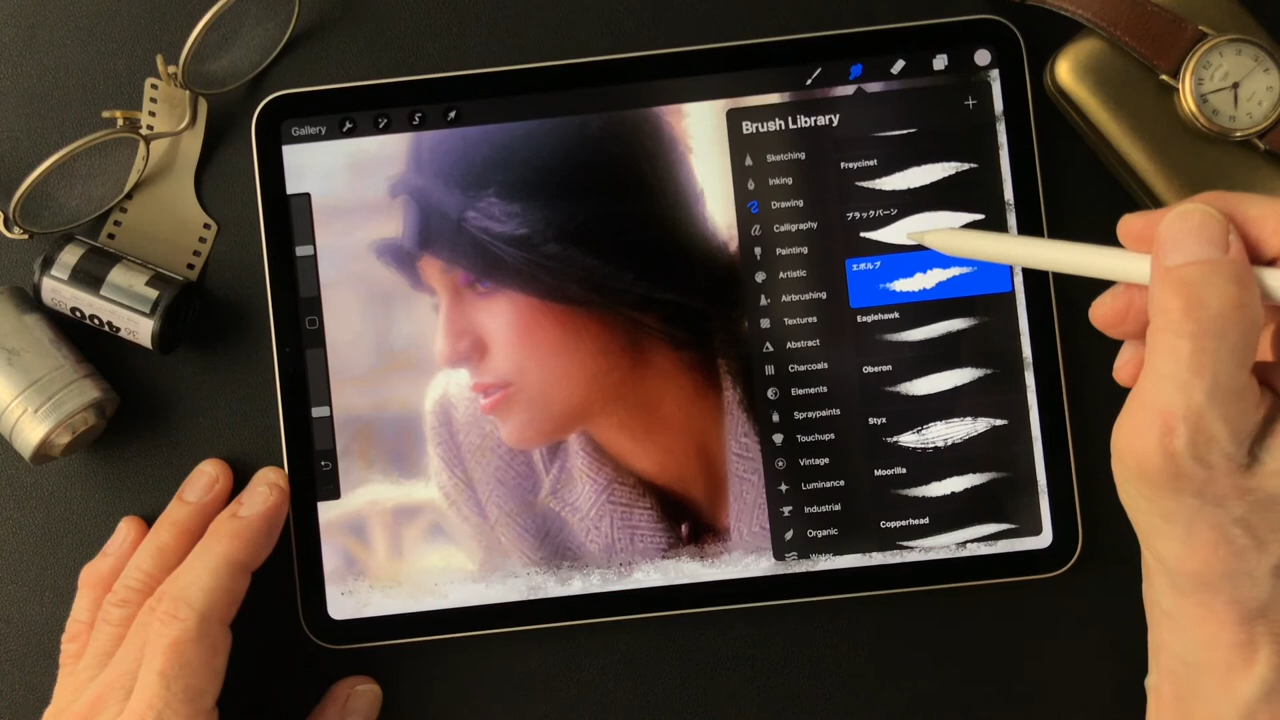 Gallery
Brush Library
Sketching
Inking
Drawing
Calligraphy
Painting
Artistic
Airbrushing
Textures
Abstract
Charcoals
Elements
Spraypaints
Touchups
Vintage
Luminance
Industrial
Organic
Water
Freycinet
ブラックバーン
エボルブ
Eaglehawk
Oberon
Styx
Moorilla
Copperhead
400
36